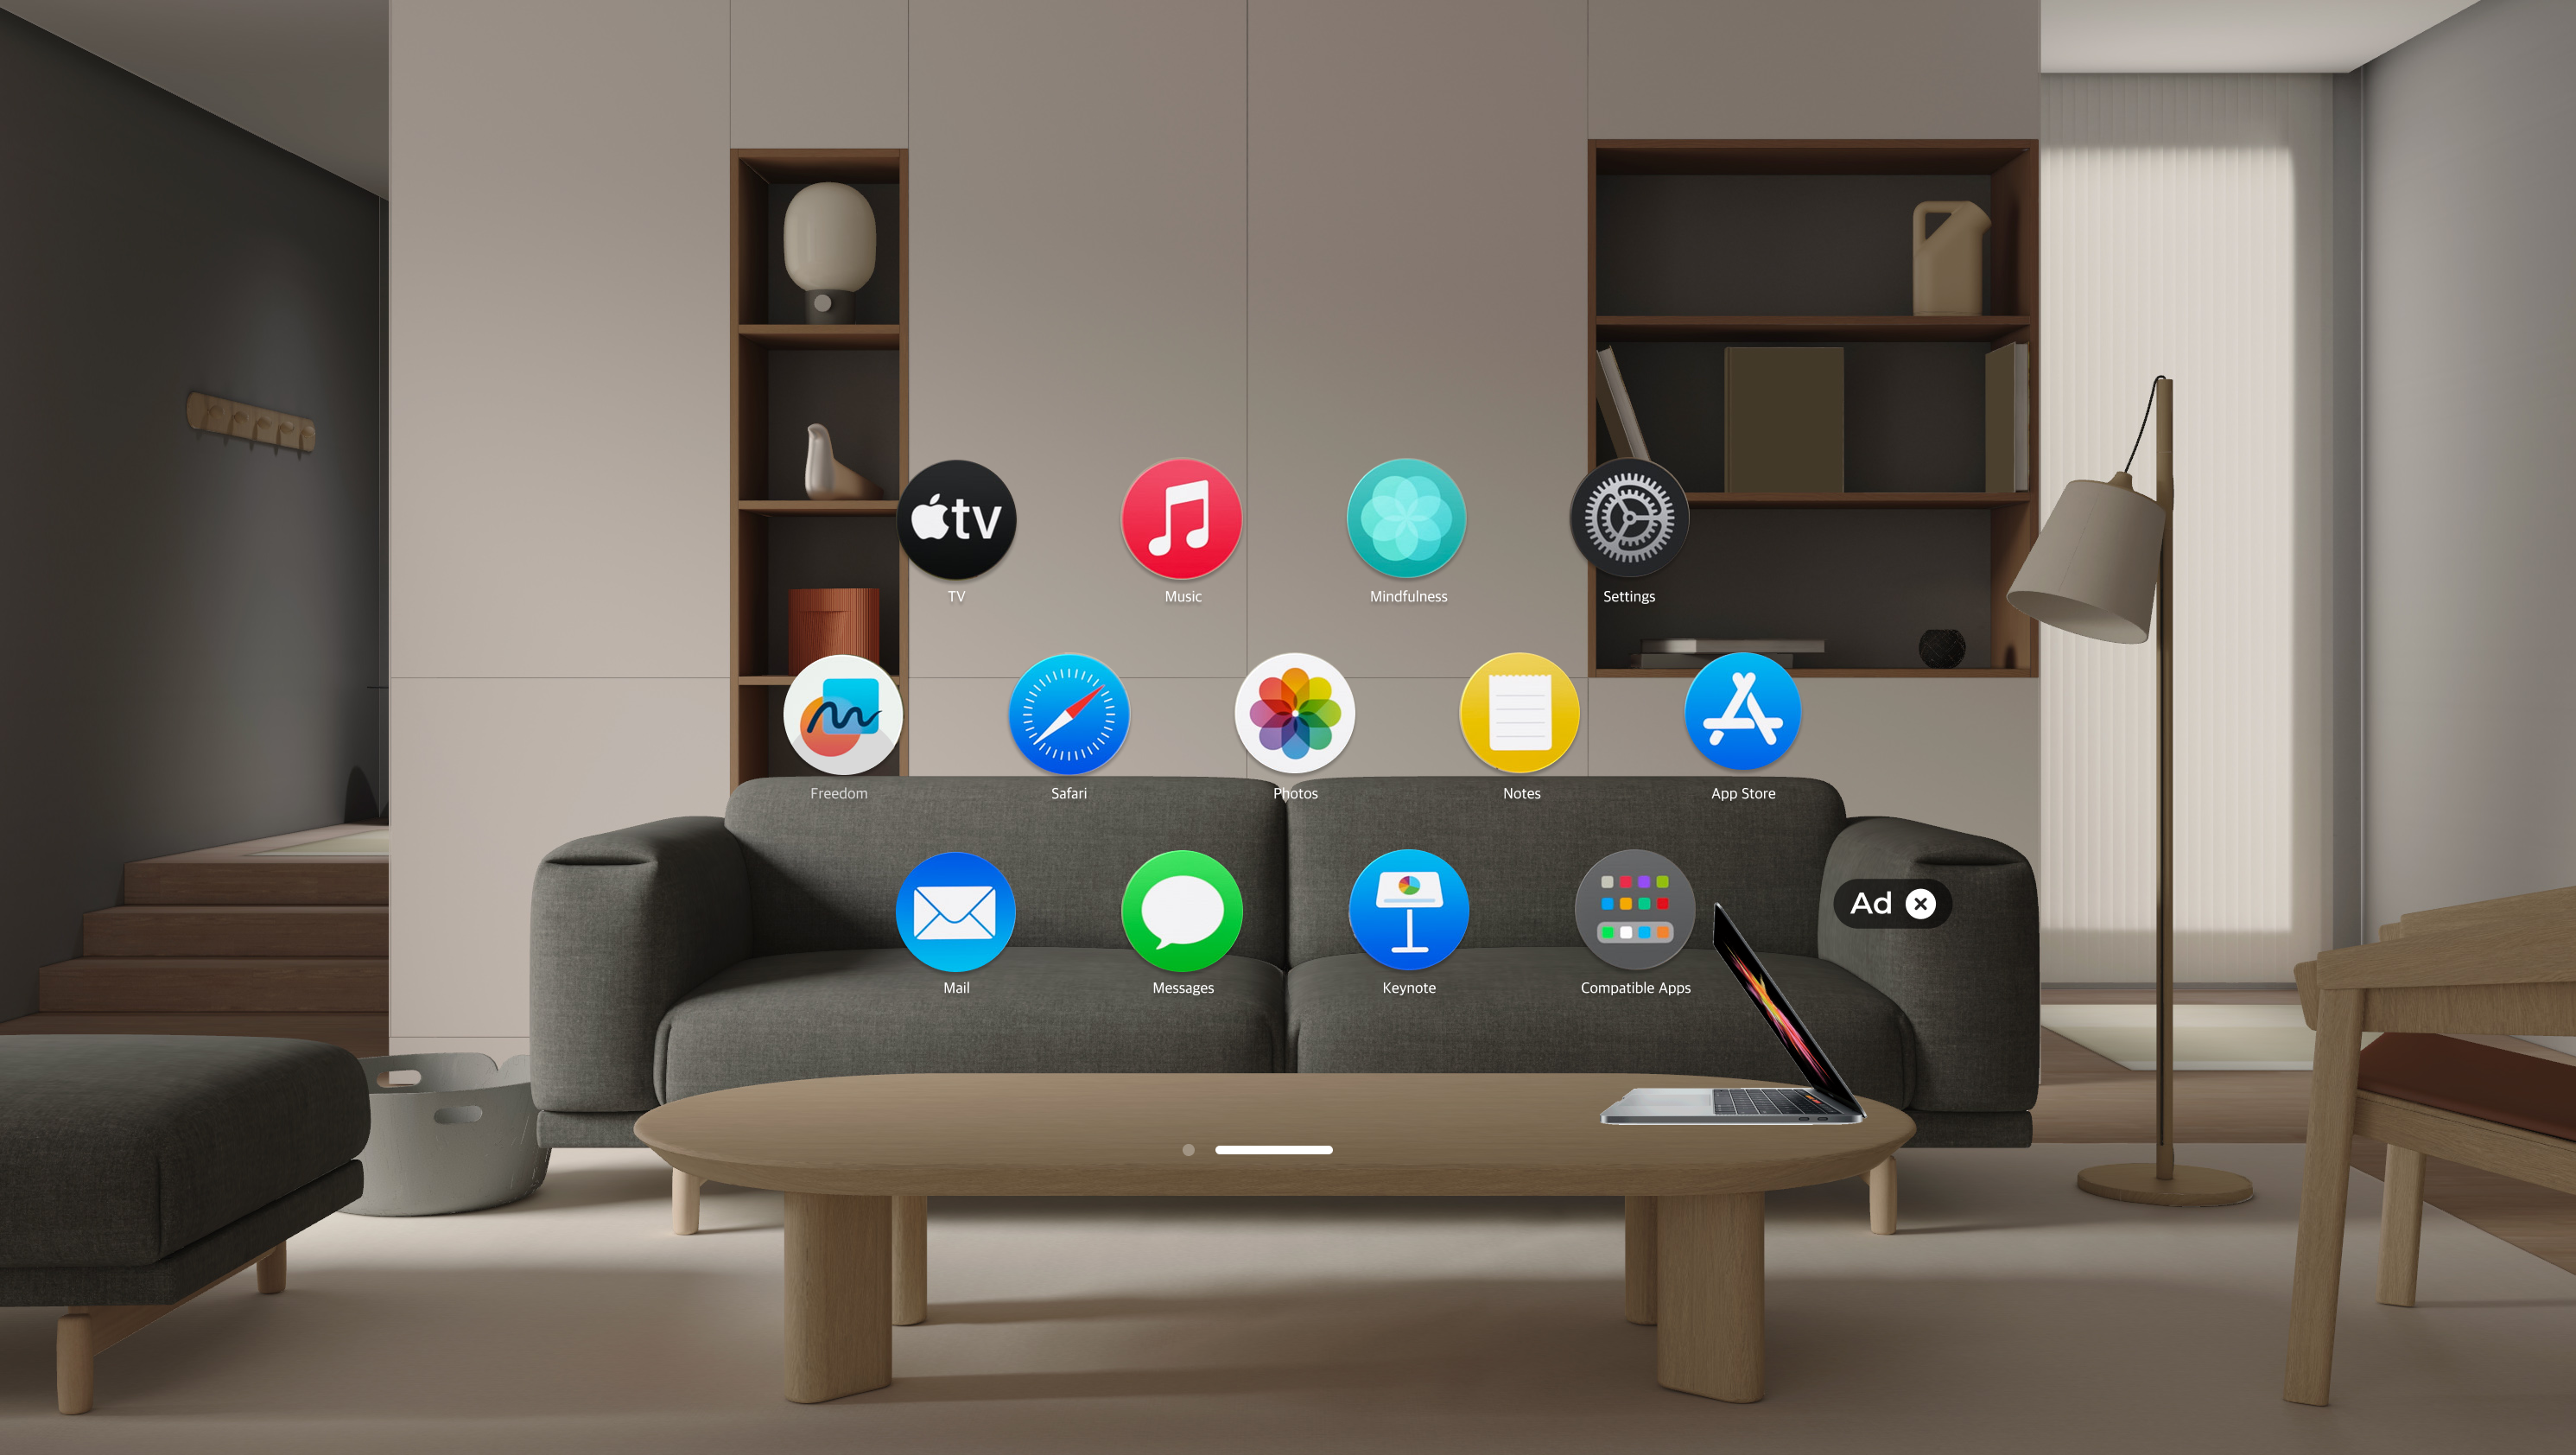 tv
TV
Music
Mindfulness
Settings
Freedom
Safari
Photos
Notes
App Store
Mail
Messages
Keynote
Compatible Apps
Ad